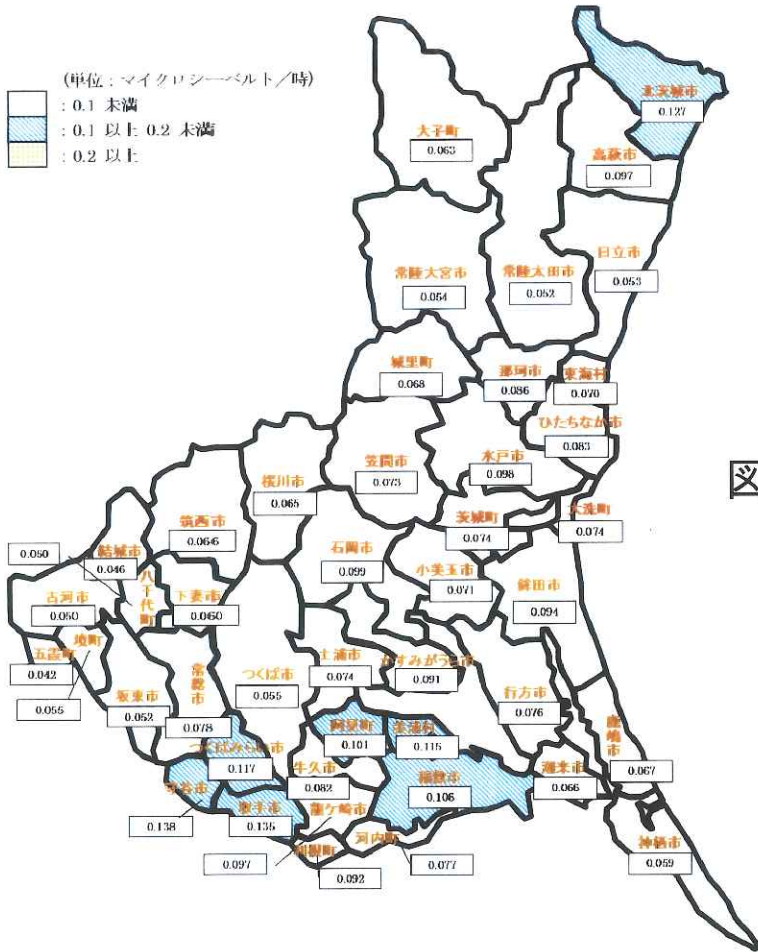 (単位：マイクロシーベルト／時)
：0.1 未満
：0.1 以上 0.2 未満
：0.2 以上
北茨城市
0.127
大子町
0.063
高萩市
0.097
日立市
0.053
常陸大宮市
0.054
常陸太田市
0.052
城里町
0.068
那珂市
0.086
東海村
0.070
ひたちなか市
0.083
笠間市
0.073
水戸市
0.098
桜川市
0.065
茨城町
0.074
大洗町
0.074
図
筑西市
0.066
石岡市
0.099
小美玉市
0.071
鉾田市
0.094
0.050
結城市
0.046
八千代町
下妻市
0.060
古河市
0.050
五霞町
0.042
境町
0.055
坂東市
0.052
常総市
0.078
つくば市
0.055
土浦市
0.074
かすみがうら市
0.091
行方市
0.076
鹿嶋市
0.067
つくばみらい市
0.117
阿見町
0.101
美浦村
0.115
牛久市
0.082
稲敷市
0.106
潮来市
0.066
守谷市
0.138
取手市
0.135
龍ケ崎市
0.097
利根町
0.092
河内町
0.077
神栖市
0.059